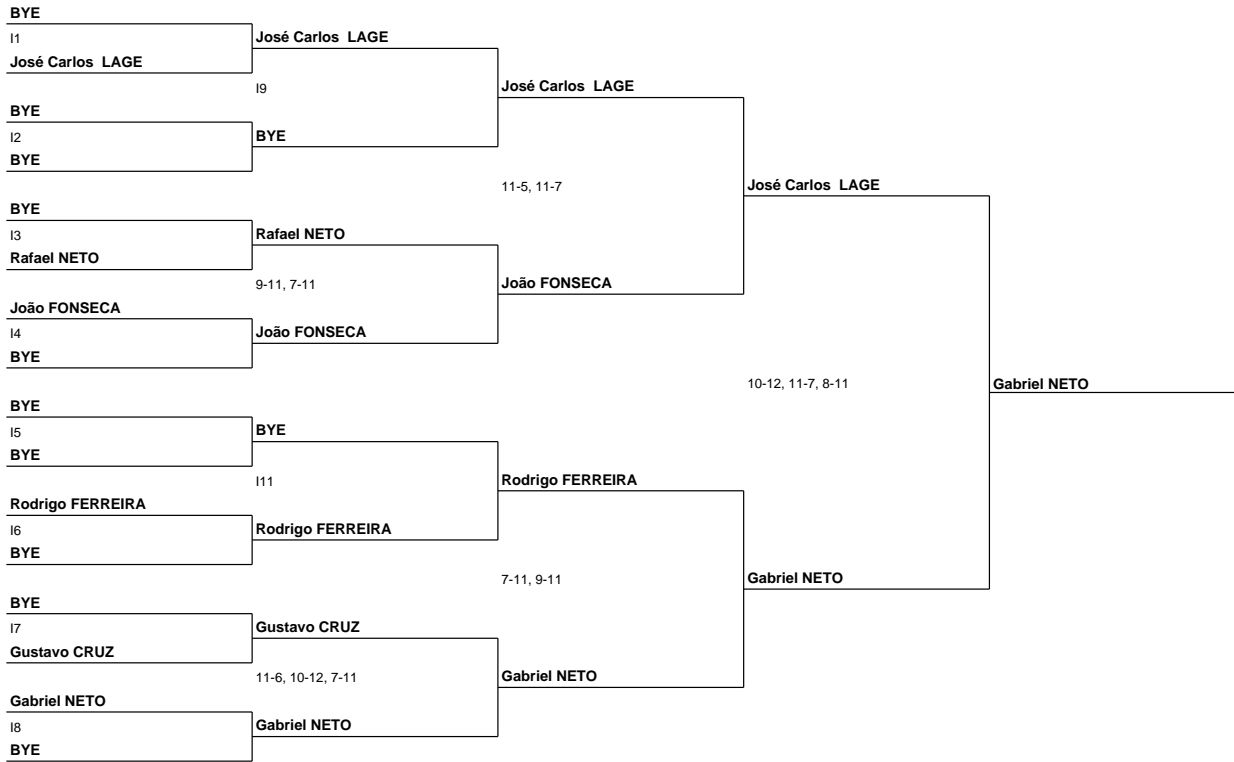 BYE
I1
José Carlos LAGE
BYE
I2
BYE
BYE
I3
Rafael NETO
João FONSECA
I4
BYE
BYE
I5
BYE
Rodrigo FERREIRA
I6
BYE
BYE
I7
Gustavo CRUZ
Gabriel NETO
I8
BYE
José Carlos LAGE
I9
BYE
Rafael NETO
9-11, 7-11
João FONSECA
BYE
I11
Rodrigo FERREIRA
Gustavo CRUZ
11-6, 10-12, 7-11
Gabriel NETO
José Carlos LAGE
11-5, 11-7
João FONSECA
Rodrigo FERREIRA
7-11, 9-11
Gabriel NETO
José Carlos LAGE
10-12, 11-7, 8-11
Gabriel NETO
Gabriel NETO